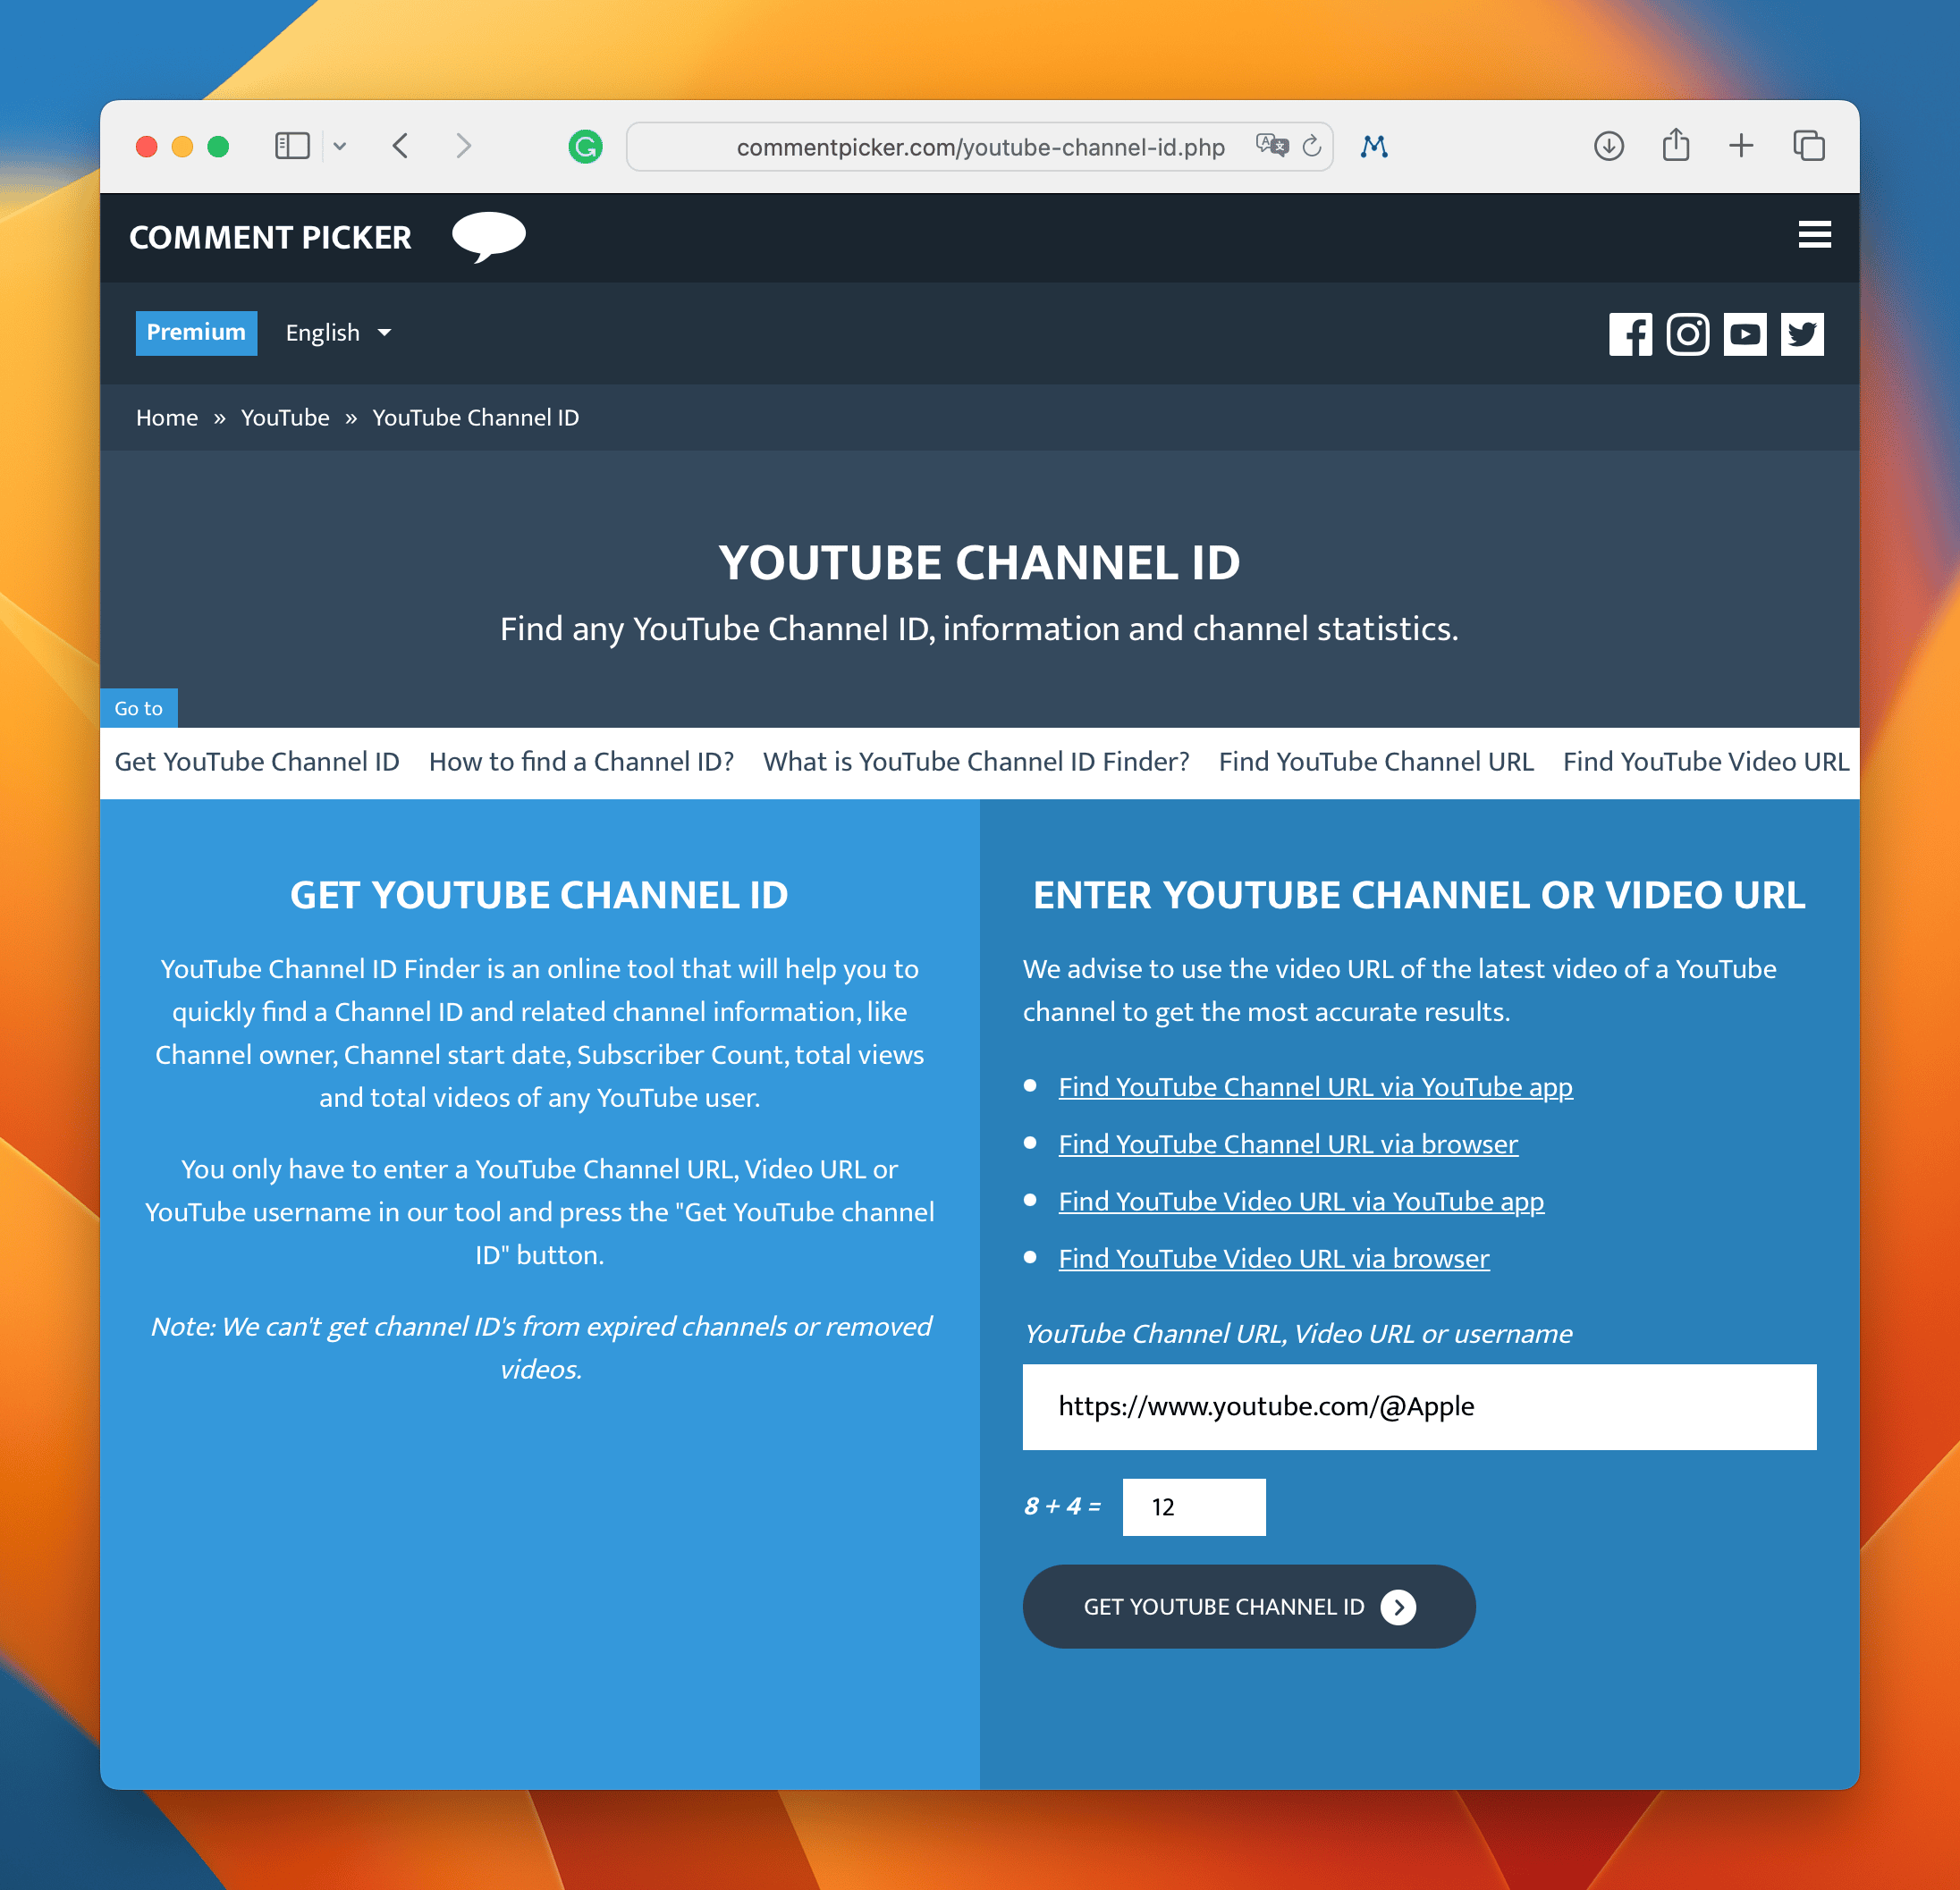 commentpicker.com/youtube-channel-id.php
COMMENT PICKER
Premium English
Home » YouTube » YouTube Channel ID
YOUTUBE CHANNEL ID
Find any YouTube Channel ID, information and channel statistics.
Go to
Get YouTube Channel ID How to find a Channel ID? What is YouTube Channel ID Finder? Find YouTube Channel URL Find YouTube Video URL
GET YOUTUBE CHANNEL ID
YouTube Channel ID Finder is an online tool that will help you to
quickly find a Channel ID and related channel information, like
Channel owner, Channel start date, Subscriber Count, total views
and total videos of any YouTube user.
You only have to enter a YouTube Channel URL, Video URL or
YouTube username in our tool and press the "Get YouTube channel
ID" button.
Note: We can't get channel ID's from expired channels or removed
videos.
ENTER YOUTUBE CHANNEL OR VIDEO URL
We advise to use the video URL of the latest video of a YouTube
channel to get the most accurate results.
Find YouTube Channel URL via YouTube app
Find YouTube Channel URL via browser
Find YouTube Video URL via YouTube app
Find YouTube Video URL via browser
YouTube Channel URL, Video URL or username
https://www.youtube.com/@Apple
8 + 4 = 12
GET YOUTUBE CHANNEL ID